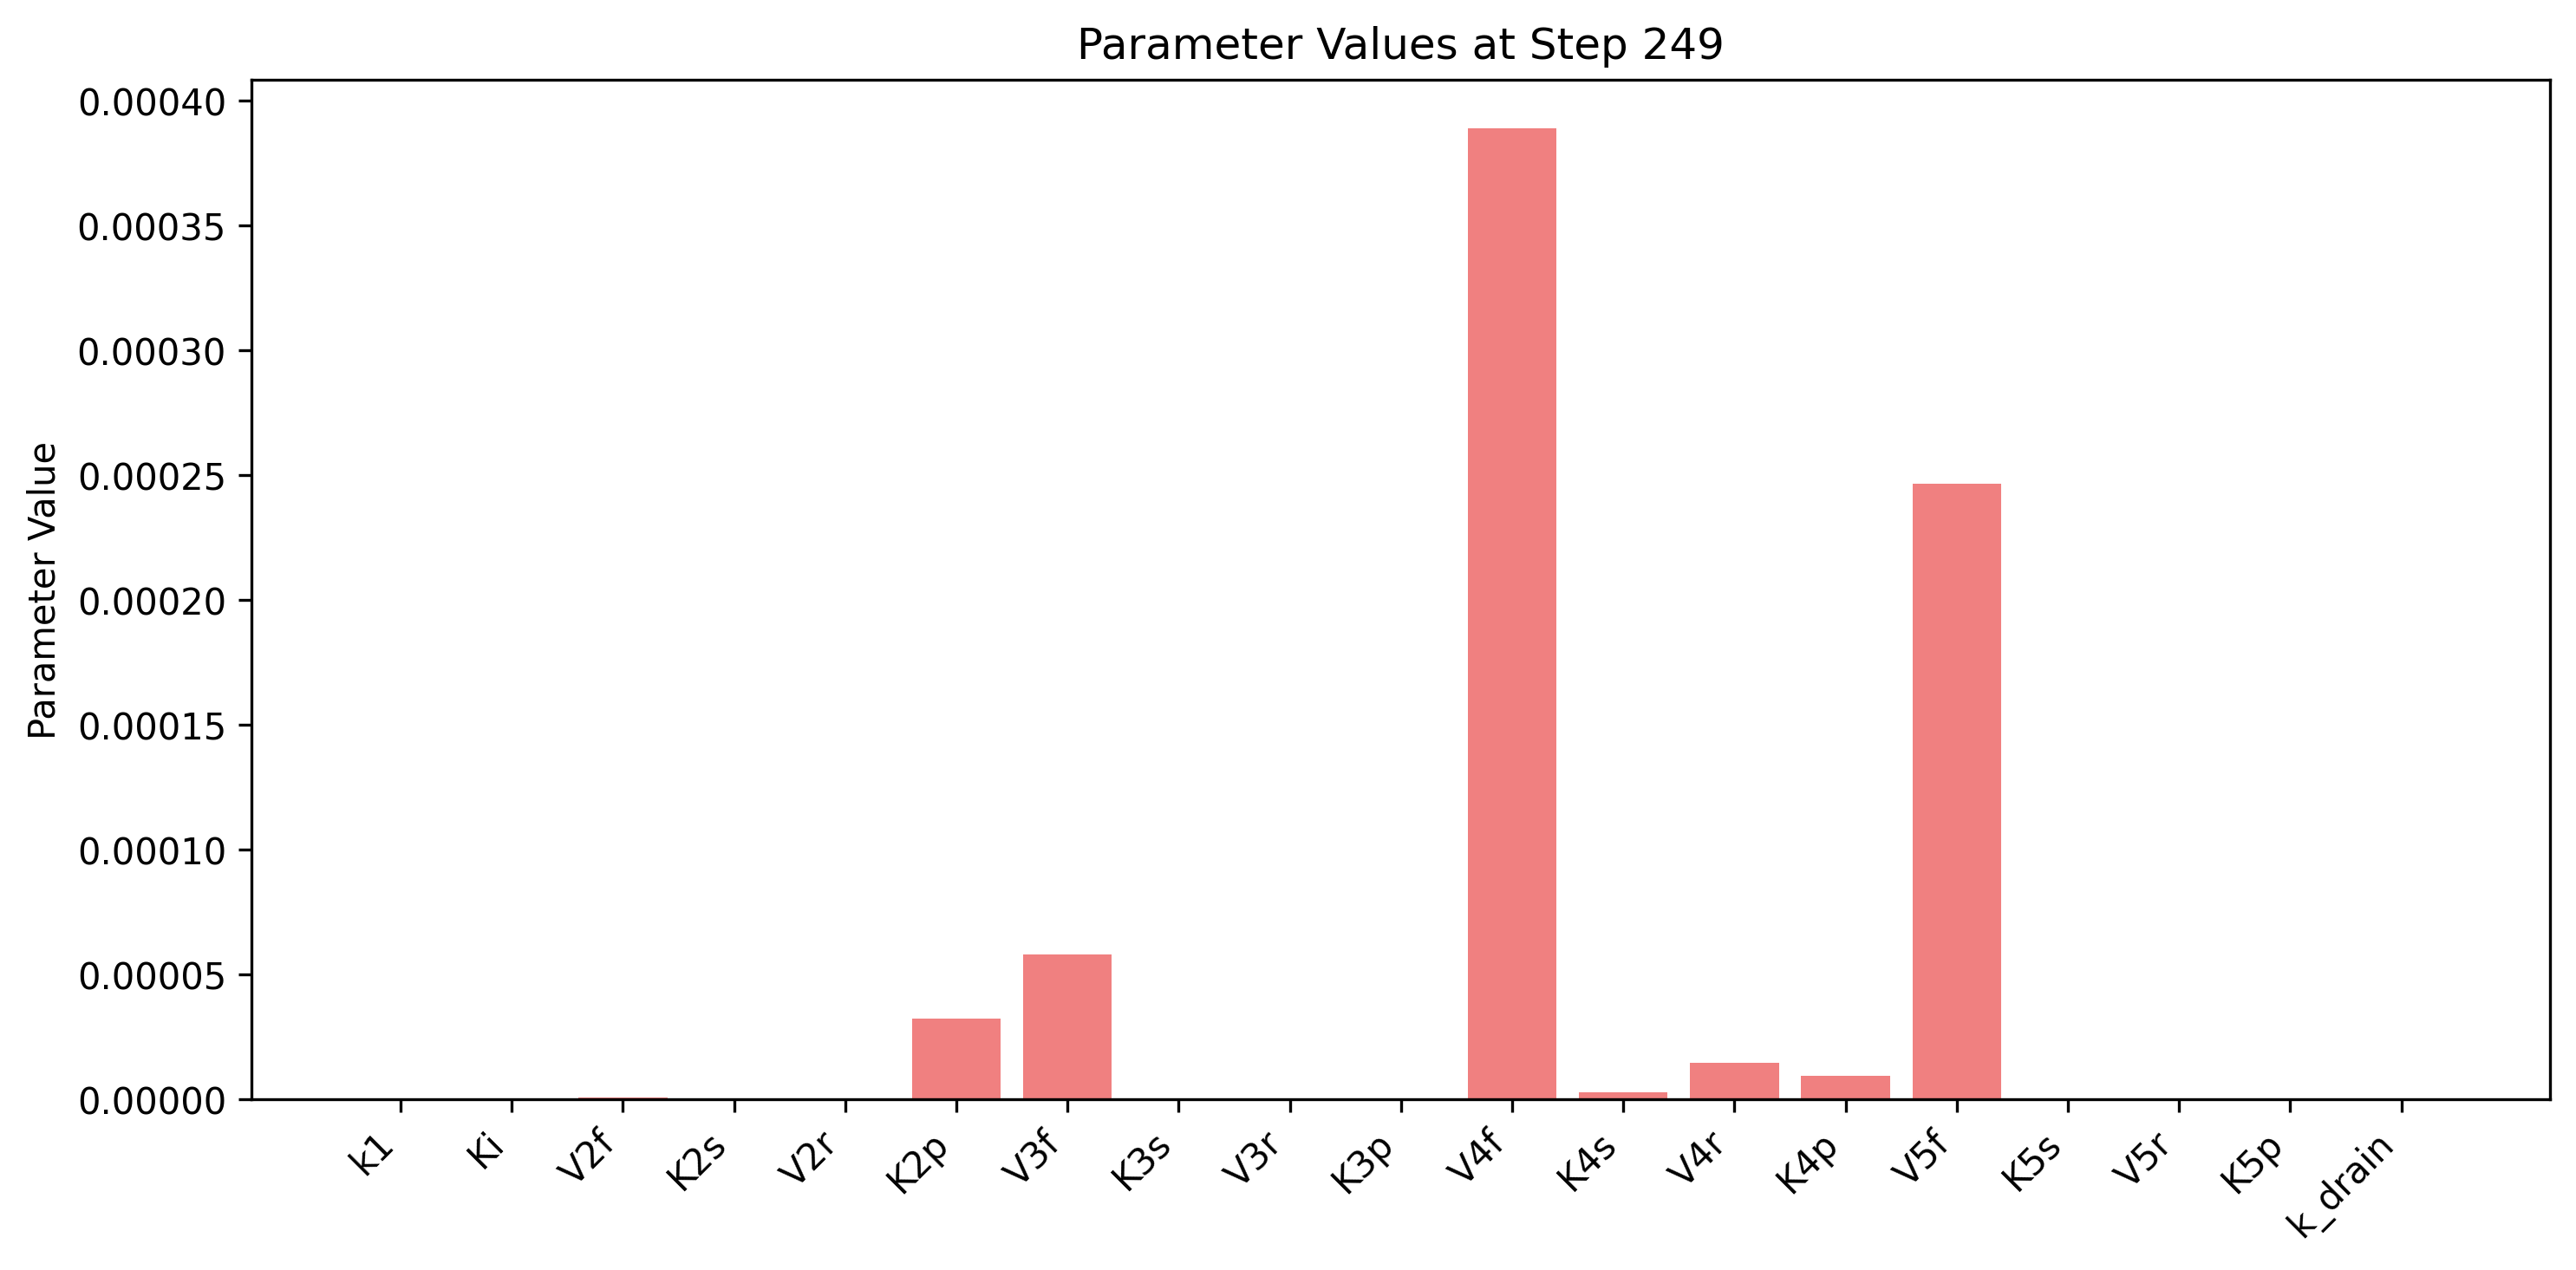 Parameter Values at Step 249
Parameter Value
0.00040
0.00035
0.00030
0.00025
0.00020
0.00015
0.00010
0.00005
0.00000
k1
Ki
V2f
K2s
V2r
K2p
V3f
K3s
V3r
K3p
V4f
K4s
V4r
K4p
V5f
K5s
V5r
K5p
k_drain